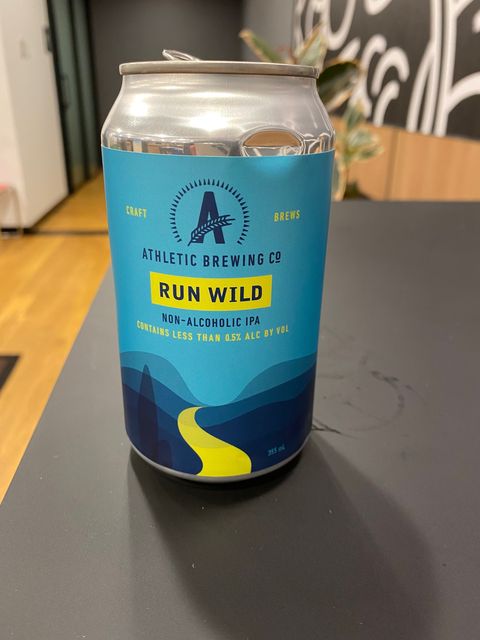 CRAFT
BREWS
A
ATHLETIC BREWING CO
RUN WILD
NON-ALCOHOLIC IPA
CONTAINS LESS THAN 0.5% ALC BY VOL
355 mL